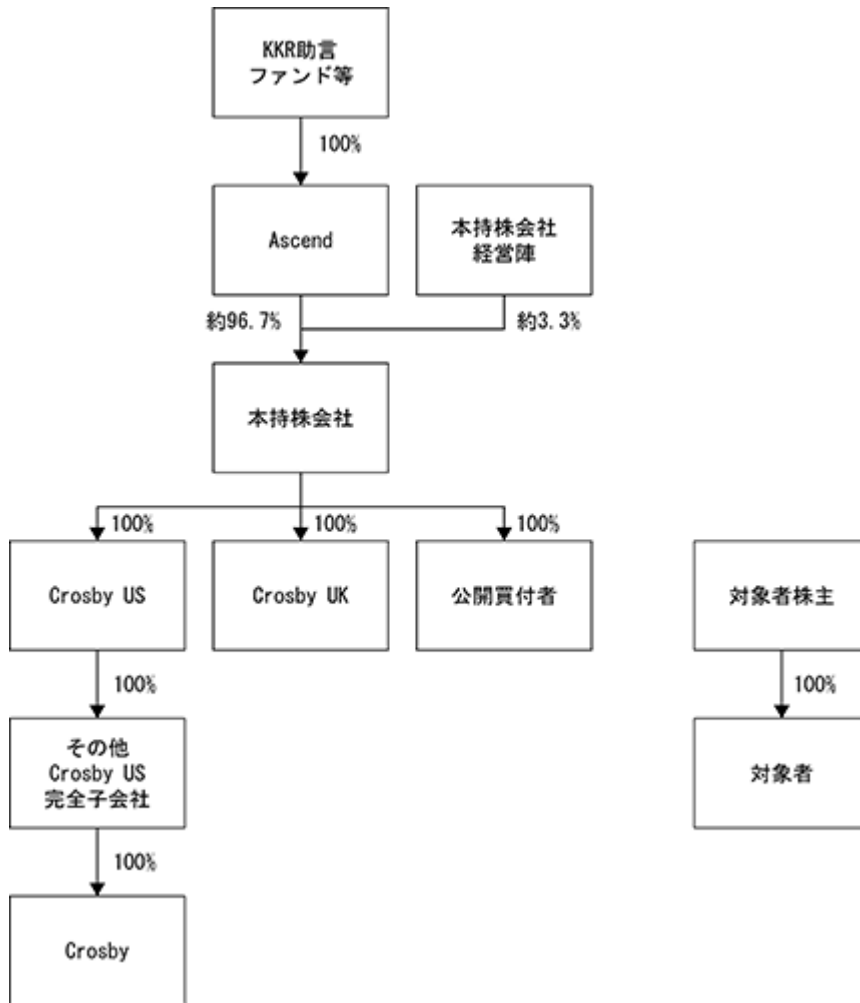 KKR助言
ファンド等
100%
Ascend
本持株会社
経営陣
約96.7%
約3.3%
本持株会社
100%
100%
100%
Crosby US
Crosby UK
公開買付者
対象者株主
100%
100%
その他
Crosby US
完全子会社
対象者
100%
Crosby